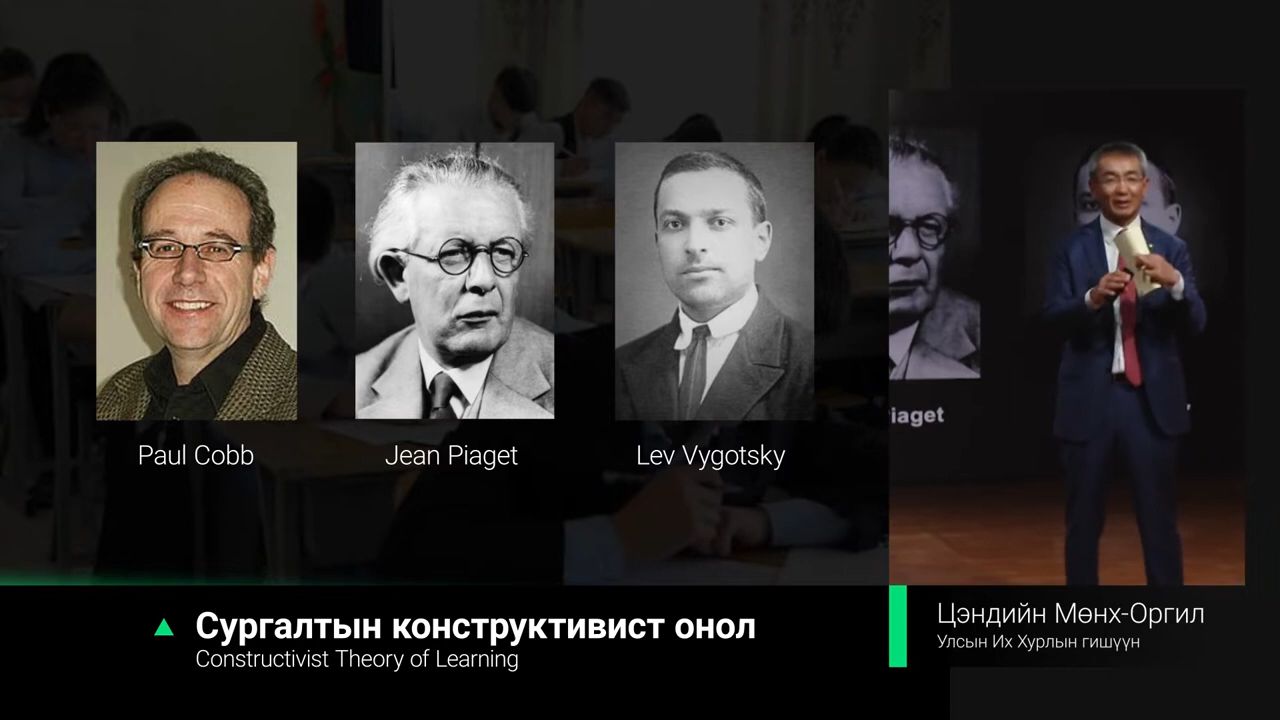 Paul Cobb
Jean Piaget
Lev Vygotsky
iaget
Сургалтын конструктивист онол
Constructivist Theory of Learning
Цэндийн Мөнх-Оргил
Улсын Их Хурлын гишүүн